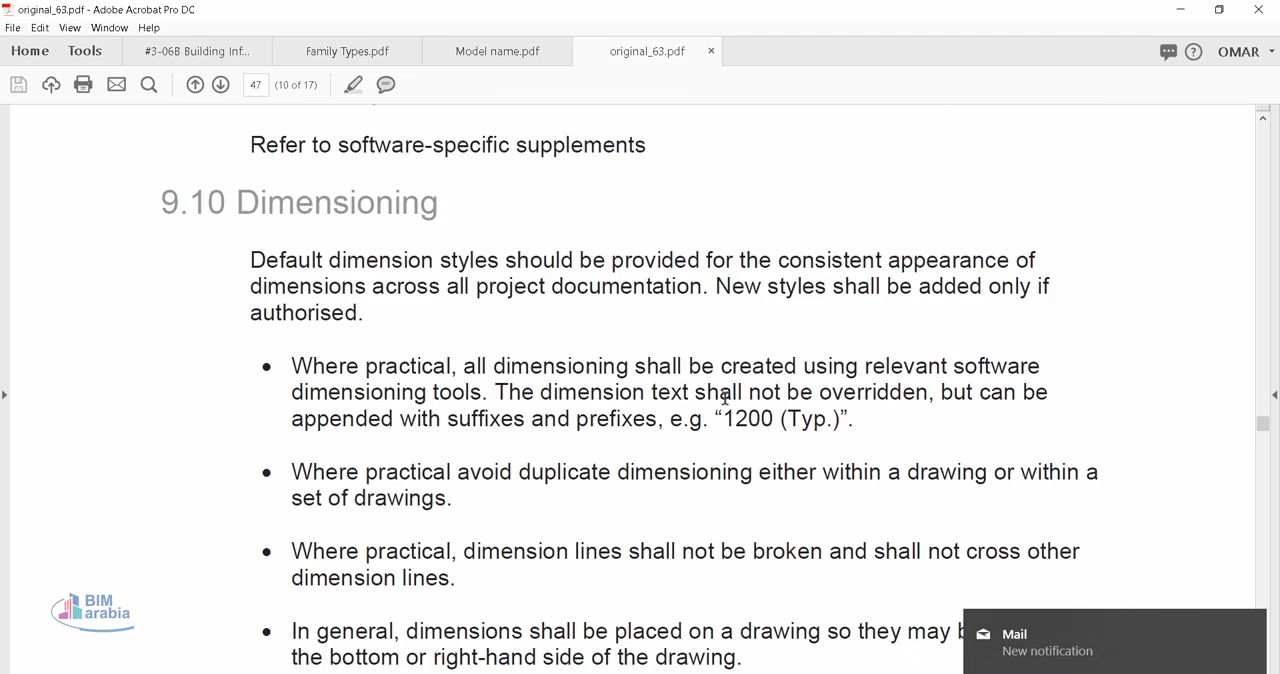 original_63.pdf - Adobe Acrobat Pro DC
File Edit View Window Help
Home Tools #3-06B Building Inf... Family Types.pdf Model name.pdf original_63.pdf × OMAR
47 (10 of 17)
Refer to software-specific supplements
9.10 Dimensioning
Default dimension styles should be provided for the consistent appearance of
dimensions across all project documentation. New styles shall be added only if
authorised.
• Where practical, all dimensioning shall be created using relevant software
dimensioning tools. The dimension text shall not be overridden, but can be
appended with suffixes and prefixes, e.g. “1200 (Typ.)”.
• Where practical avoid duplicate dimensioning either within a drawing or within a
set of drawings.
• Where practical, dimension lines shall not be broken and shall not cross other
dimension lines.
• In general, dimensions shall be placed on a drawing so they may
the bottom or right-hand side of the drawing.
BIM
arabia
Mail
New notification